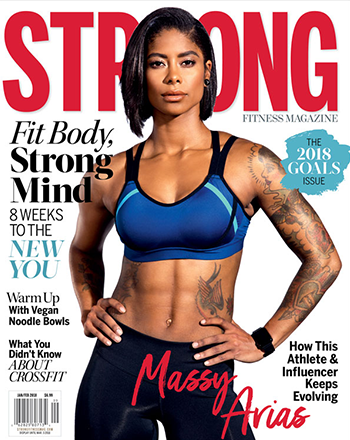 STRONG
FITNESS MAGAZINE
THE
2018
GOALS
ISSUE
Fit Body,
Strong
Mind
8 WEEKS
TO THE
NEW
YOU
Warm Up
With Vegan
Noodle Bowls
What You
Didn't Know
ABOUT
CROSSFIT
How This
Athlete &
Influencer
Keeps
Evolving
Massy
Arias
JAN/FEB 2018 $6.99